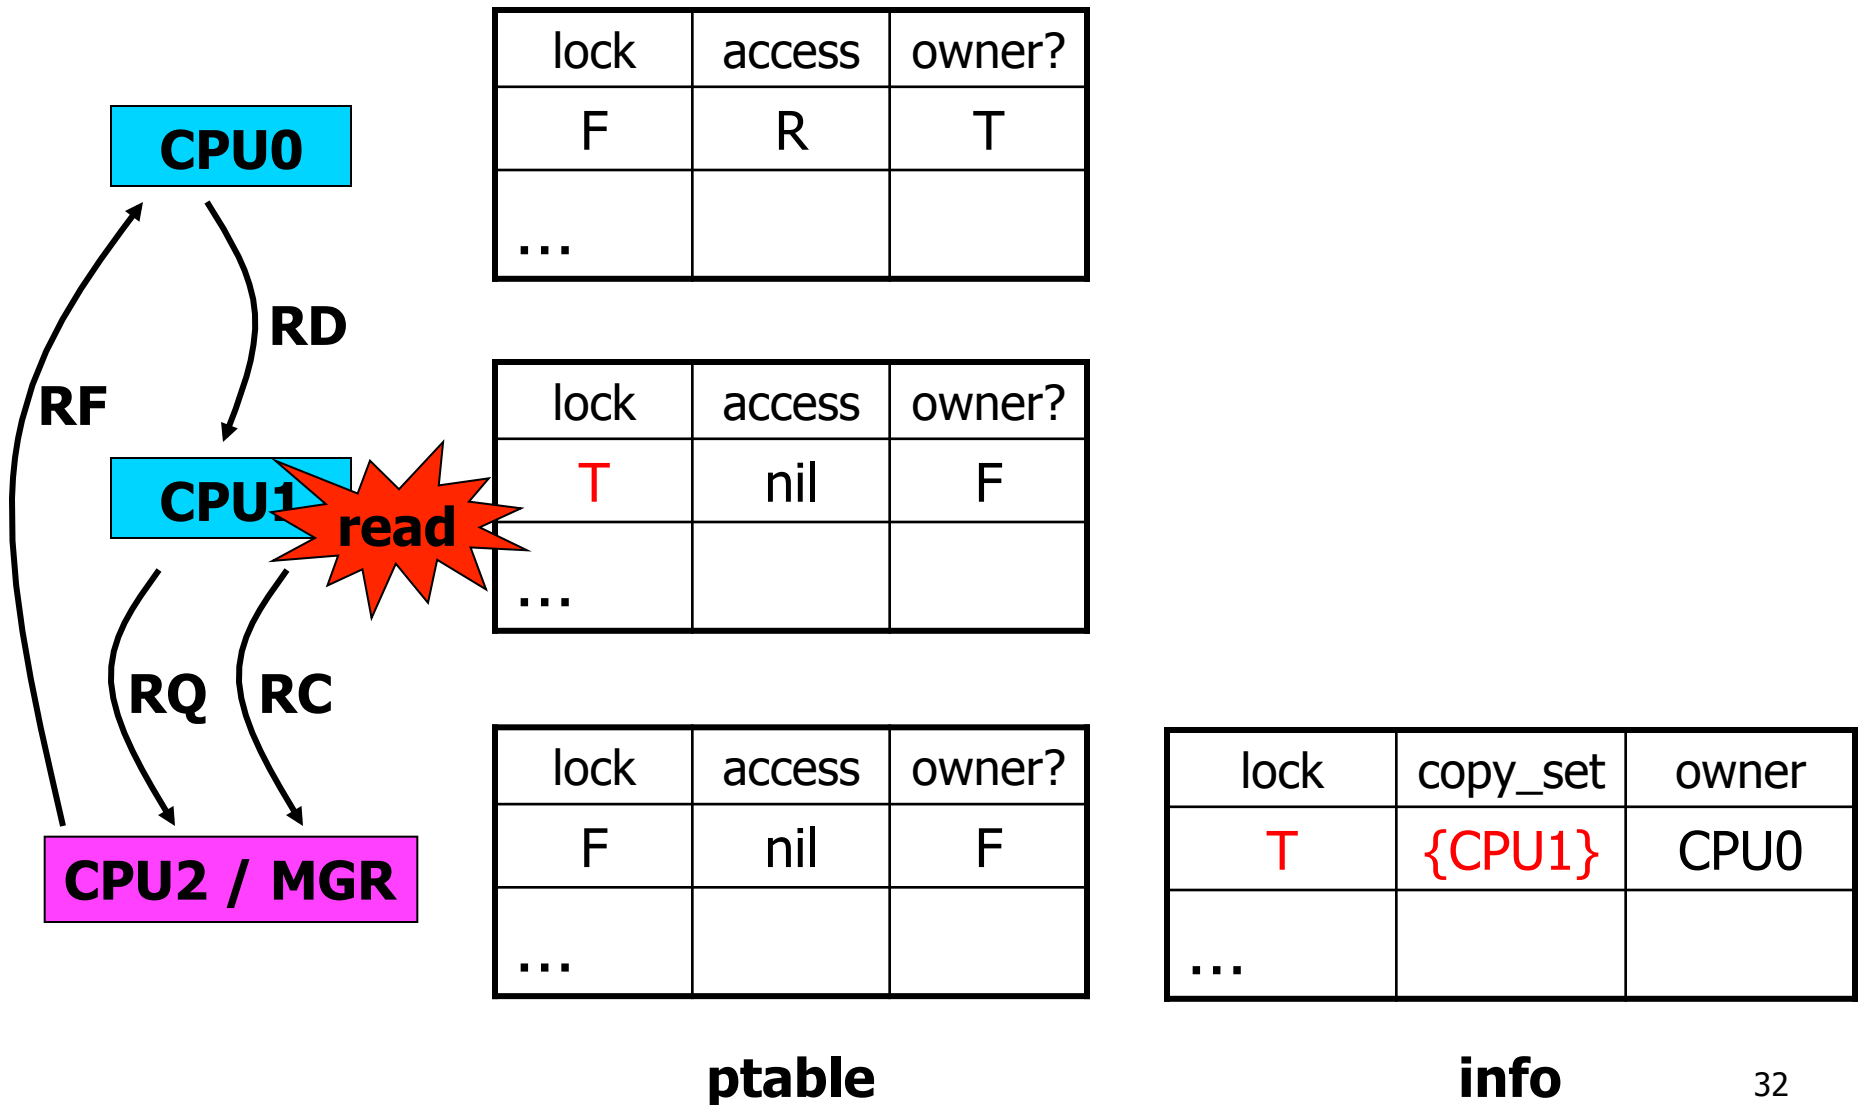 lock access owner?
F R T
...
CPU0
RD
RF
lock access owner?
T nil F
...
CPU1
read
RQ RC
lock access owner?
F nil F
...
CPU2 / MGR
lock copy_set owner
T {CPU1} CPU0
...
ptable
info
32